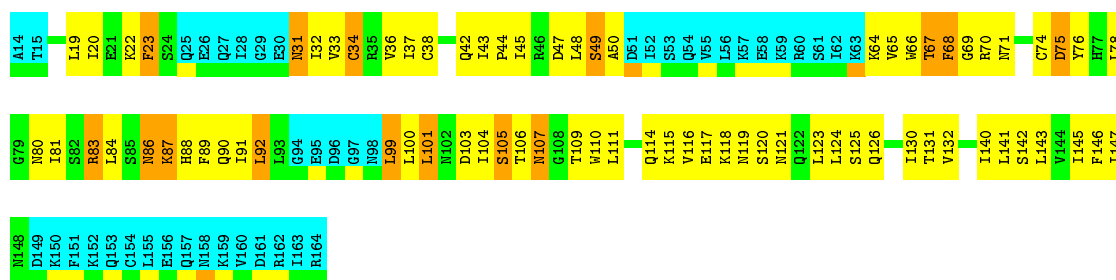 A14 T15 L19 I20 E21 K22 F23 S24 Q25 E26 Q27 I28 G29 E30 N31 I32 V33 C34 R35 V36 I37 C38 Q42 I43 P44 I45 R46 D47 L48 S49 A50 D51 I52 S53 Q54 V55 L56 K57 E58 K59 R60 S61 I62 K63 K64 V65 W66 T67 F68 G69 R70 N71 C74 D75 Y76 H77 I78
G79 N80 I81 S82 R83 L84 S85 N86 K87 H88 F89 Q90 I91 L92 L93 G94 E95 D96 G97 N98 L99 L100 L101 N102 D103 I104 S105 T106 N107 G108 T109 W110 L111 Q114 K115 V116 E117 K118 N119 S120 N121 Q122 L123 L124 S125 Q126 I130 T131 V132 I140 L141 S142 L143 V144 I145 F146 I147
N148 D149 K150 F151 K152 Q153 C154 L155 E156 Q157 N158 K159 V160 D161 R162 I163 R164